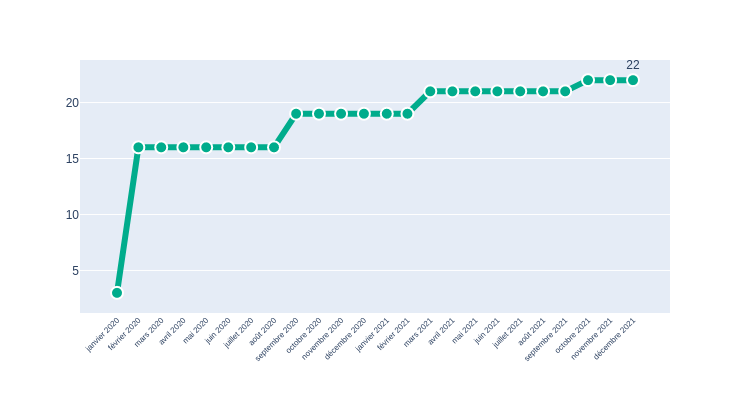 22
20
15
10
5
janvier 2020
février 2020
mars 2020
avril 2020
mai 2020
juin 2020
juillet 2020
août 2020
septembre 2020
octobre 2020
novembre 2020
décembre 2020
janvier 2021
février 2021
mars 2021
avril 2021
mai 2021
juin 2021
juillet 2021
août 2021
septembre 2021
octobre 2021
novembre 2021
décembre 2021